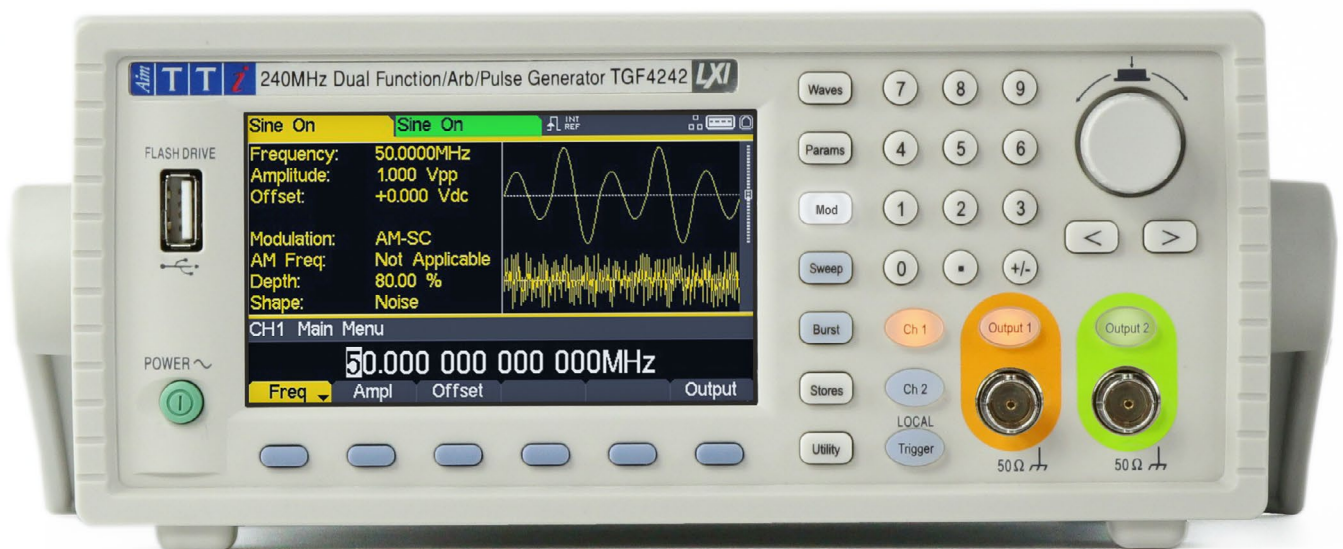 Aim TTi 240MHz Dual Function/Arb/Pulse Generator TGF4242 LXI
FLASH DRIVE
POWER
Sine On Sine On INT REF
Frequency: 50.0000MHz
Amplitude: 1.000 Vpp
Offset: +0.000 Vdc
Modulation: AM-SC
AM Freq: Not Applicable
Depth: 80.00 %
Shape: Noise
CH1 Main Menu
50.000 000 000 000MHz
Freq Ampl Offset Output
Waves 7 8 9
Params 4 5 6
Mod 1 2 3
Sweep 0 . +/-
< >
Burst Ch 1 Output 1 Output 2
Stores Ch 2
LOCAL
Utility Trigger
50Ω 50Ω